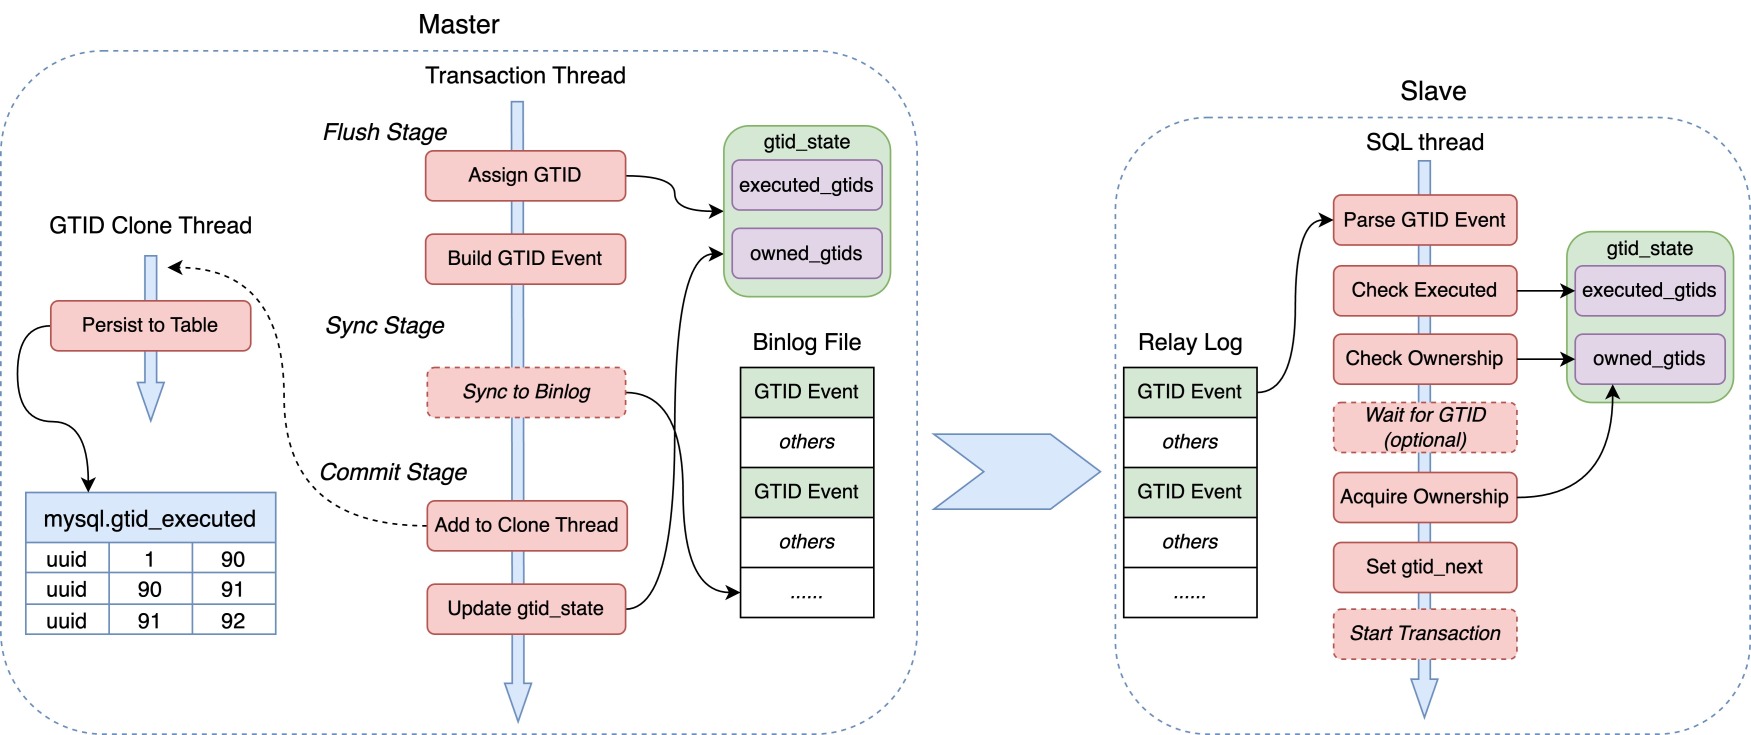 Master
Transaction Thread
Flush Stage
Assign GTID
Build GTID Event
Sync Stage
Sync to Binlog
Commit Stage
Add to Clone Thread
Update gtid_state
GTID Clone Thread
Persist to Table
mysql.gtid_executed
uuid 1 90
uuid 90 91
uuid 91 92
gtid_state
executed_gtids
owned_gtids
Binlog File
GTID Event
others
GTID Event
others
......
Slave
SQL thread
Parse GTID Event
Check Executed
Check Ownership
Wait for GTID
(optional)
Acquire Ownership
Set gtid_next
Start Transaction
gtid_state
executed_gtids
owned_gtids
Relay Log
GTID Event
others
GTID Event
others
......